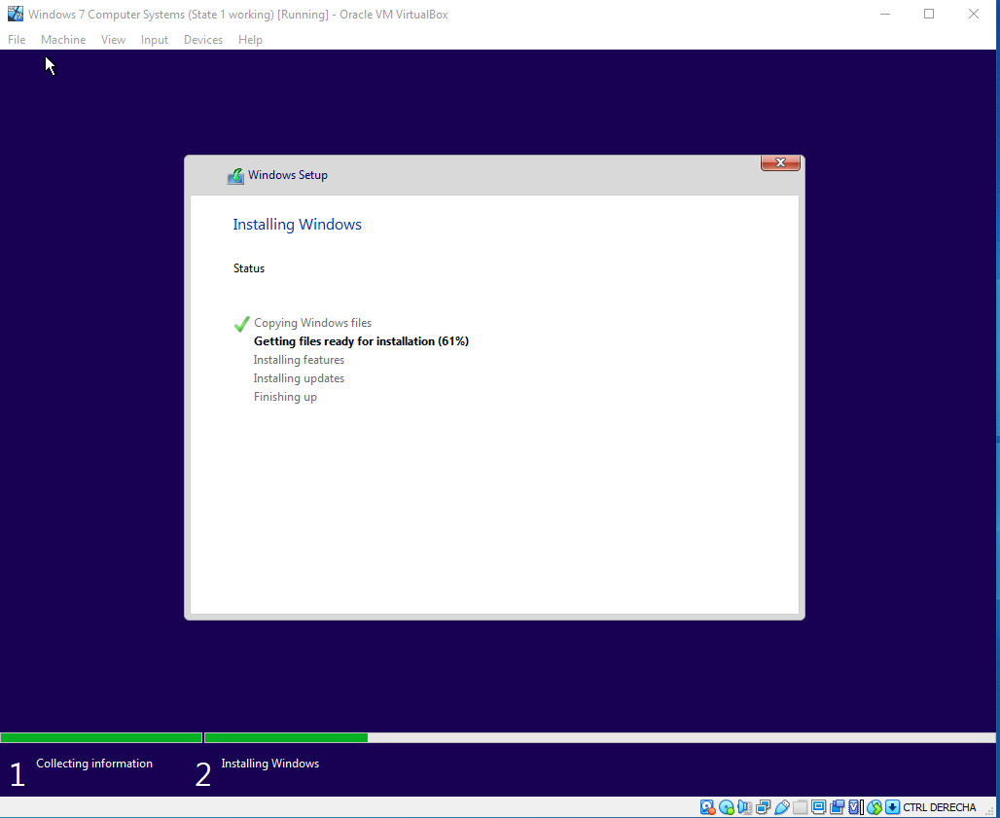 Windows 7 Computer Systems (State 1 working) [Running] - Oracle VM VirtualBox
File Machine View Input Devices Help
Windows Setup
Installing Windows
Status
Copying Windows files
Getting files ready for installation (61%)
Installing features
Installing updates
Finishing up
1 Collecting information
2 Installing Windows
CTRL DERECHA